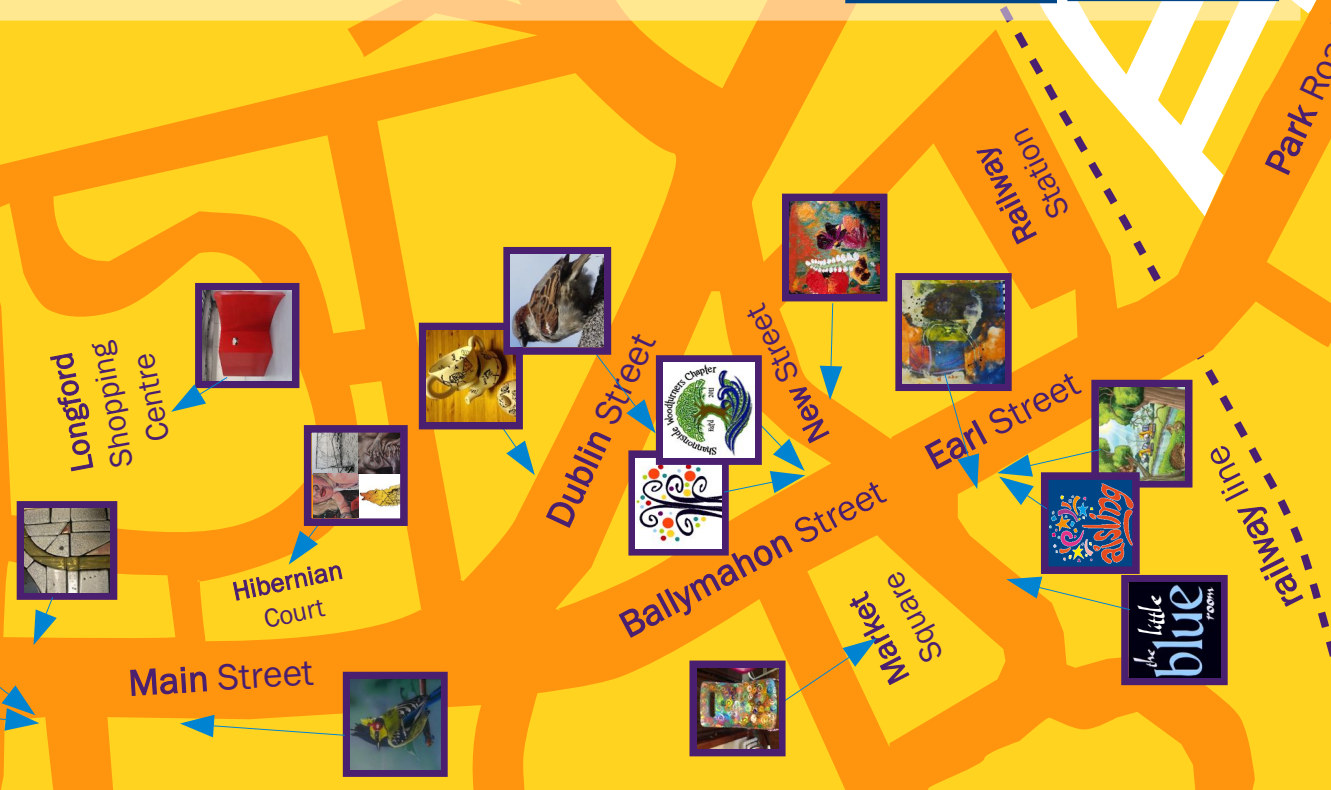 Park Roa
Railway
Station
New Street
Longford
Shopping
Centre
Dublin Street
Shannonside Woodturners Chapter
Earl Street
railway line
Ballymahon Street
aisling
Hibernian
Court
Market
Square
the little
blue
room
Main Street